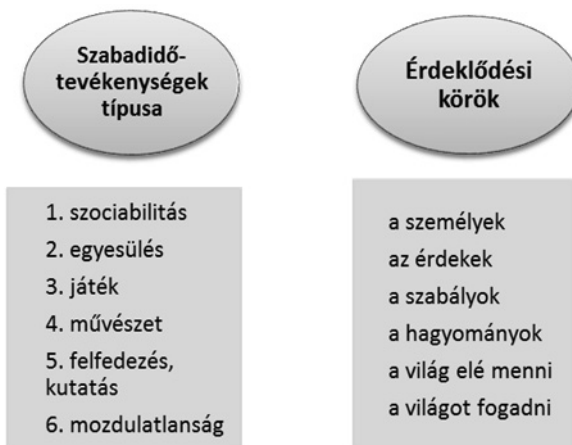 Szabadidő-
tevékenységek
típusa
1. szociabilitás
2. egyesülés
3. játék
4. művészet
5. felfedezés,
kutatás
6. mozdulatlanság
Érdeklődési
körök
a személyek
az érdekek
a szabályok
a hagyományok
a világ elé menni
a világot fogadni